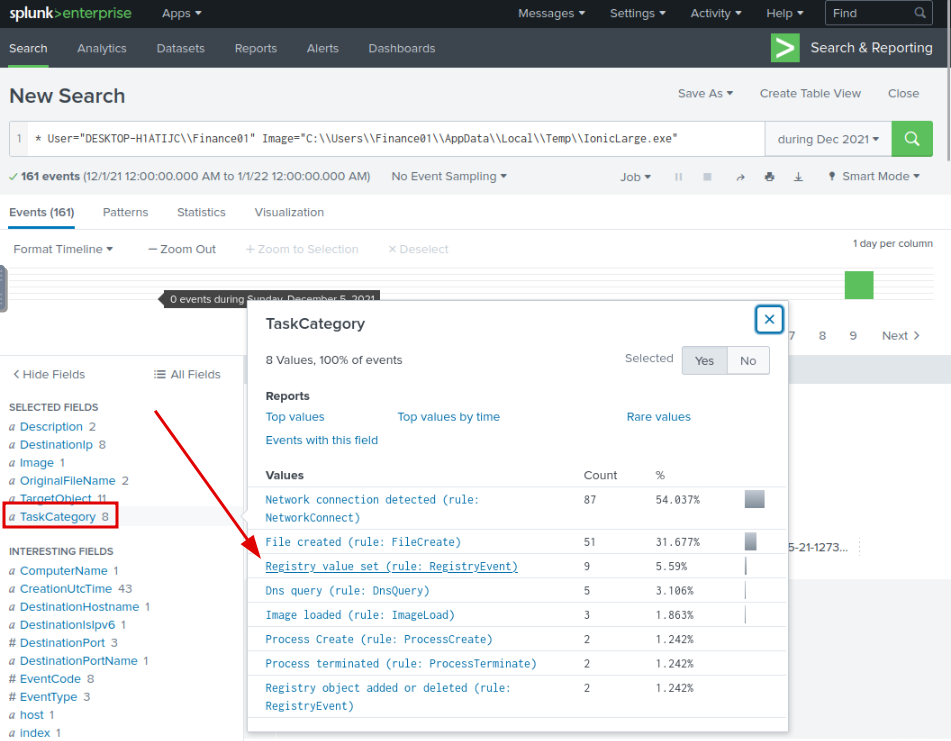 splunk>enterprise Apps Messages Settings Activity Help Find
Search Analytics Datasets Reports Alerts Dashboards Search & Reporting
New Search Save As Create Table View Close
1 * User="DESKTOP-H1ATIJC\\Finance01" Image="C:\\Users\\Finance01\\AppData\\Local\\Temp\\IonicLarge.exe" during Dec 2021
161 events (12/1/21 12:00:00.000 AM to 1/1/22 12:00:00.000 AM) No Event Sampling Job Smart Mode
Events (161) Patterns Statistics Visualization
Format Timeline — Zoom Out + Zoom to Selection × Deselect 1 day per column
0 events during Sunday, December 5, 2021
TaskCategory
7 8 9 Next >
8 Values, 100% of events Selected Yes No
< Hide Fields All Fields
Reports
Top values Top values by time Rare values
Events with this field
SELECTED FIELDS
a Description 2
a DestinationIp 8
a Image 1
a OriginalFileName 2
a TargetObject 11
a TaskCategory 8
Values Count %
Network connection detected (rule: NetworkConnect) 87 54.037%
File created (rule: FileCreate) 51 31.677%
Registry value set (rule: RegistryEvent) 9 5.59%
Dns query (rule: DnsQuery) 5 3.106%
Image loaded (rule: ImageLoad) 3 1.863%
Process Create (rule: ProcessCreate) 2 1.242%
Process terminated (rule: ProcessTerminate) 2 1.242%
Registry object added or deleted (rule: RegistryEvent) 2 1.242%
5-21-1273...
INTERESTING FIELDS
a ComputerName 1
a CreationUtcTime 43
a DestinationHostname 1
a DestinationIsIpv6 1
# DestinationPort 3
a DestinationPortName 1
# EventCode 8
# EventType 3
a host 1
a index 1